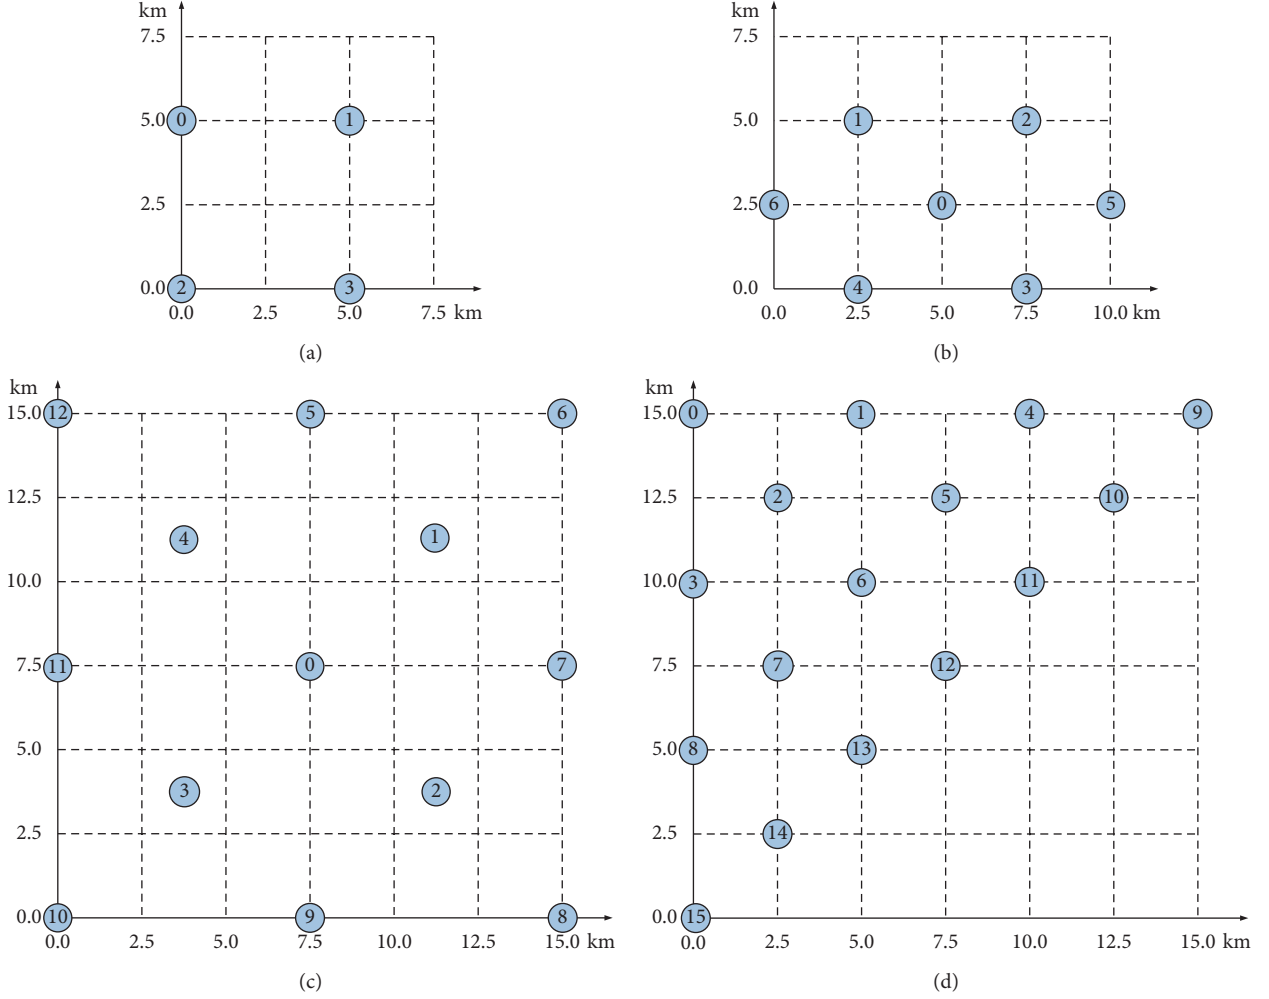 km
7.5
5.0 0 1
2.5
0.0 2 3
0.0 2.5 5.0 7.5 km
(a)
km
7.5
5.0 1 2
2.5 6 0 5
0.0 4 3
0.0 2.5 5.0 7.5 10.0 km
(b)
km
15.0 12 5 6
12.5
4 1
10.0
7.5 11 0 7
5.0
3 2
2.5
0.0 10 9 8
0.0 2.5 5.0 7.5 10.0 12.5 15.0 km
(c)
km
15.0 0 1 4 9
12.5 2 5 10
10.0 3 6 11
7.5 7 12
5.0 8 13
2.5 14
0.0 15
0.0 2.5 5.0 7.5 10.0 12.5 15.0 km
(d)